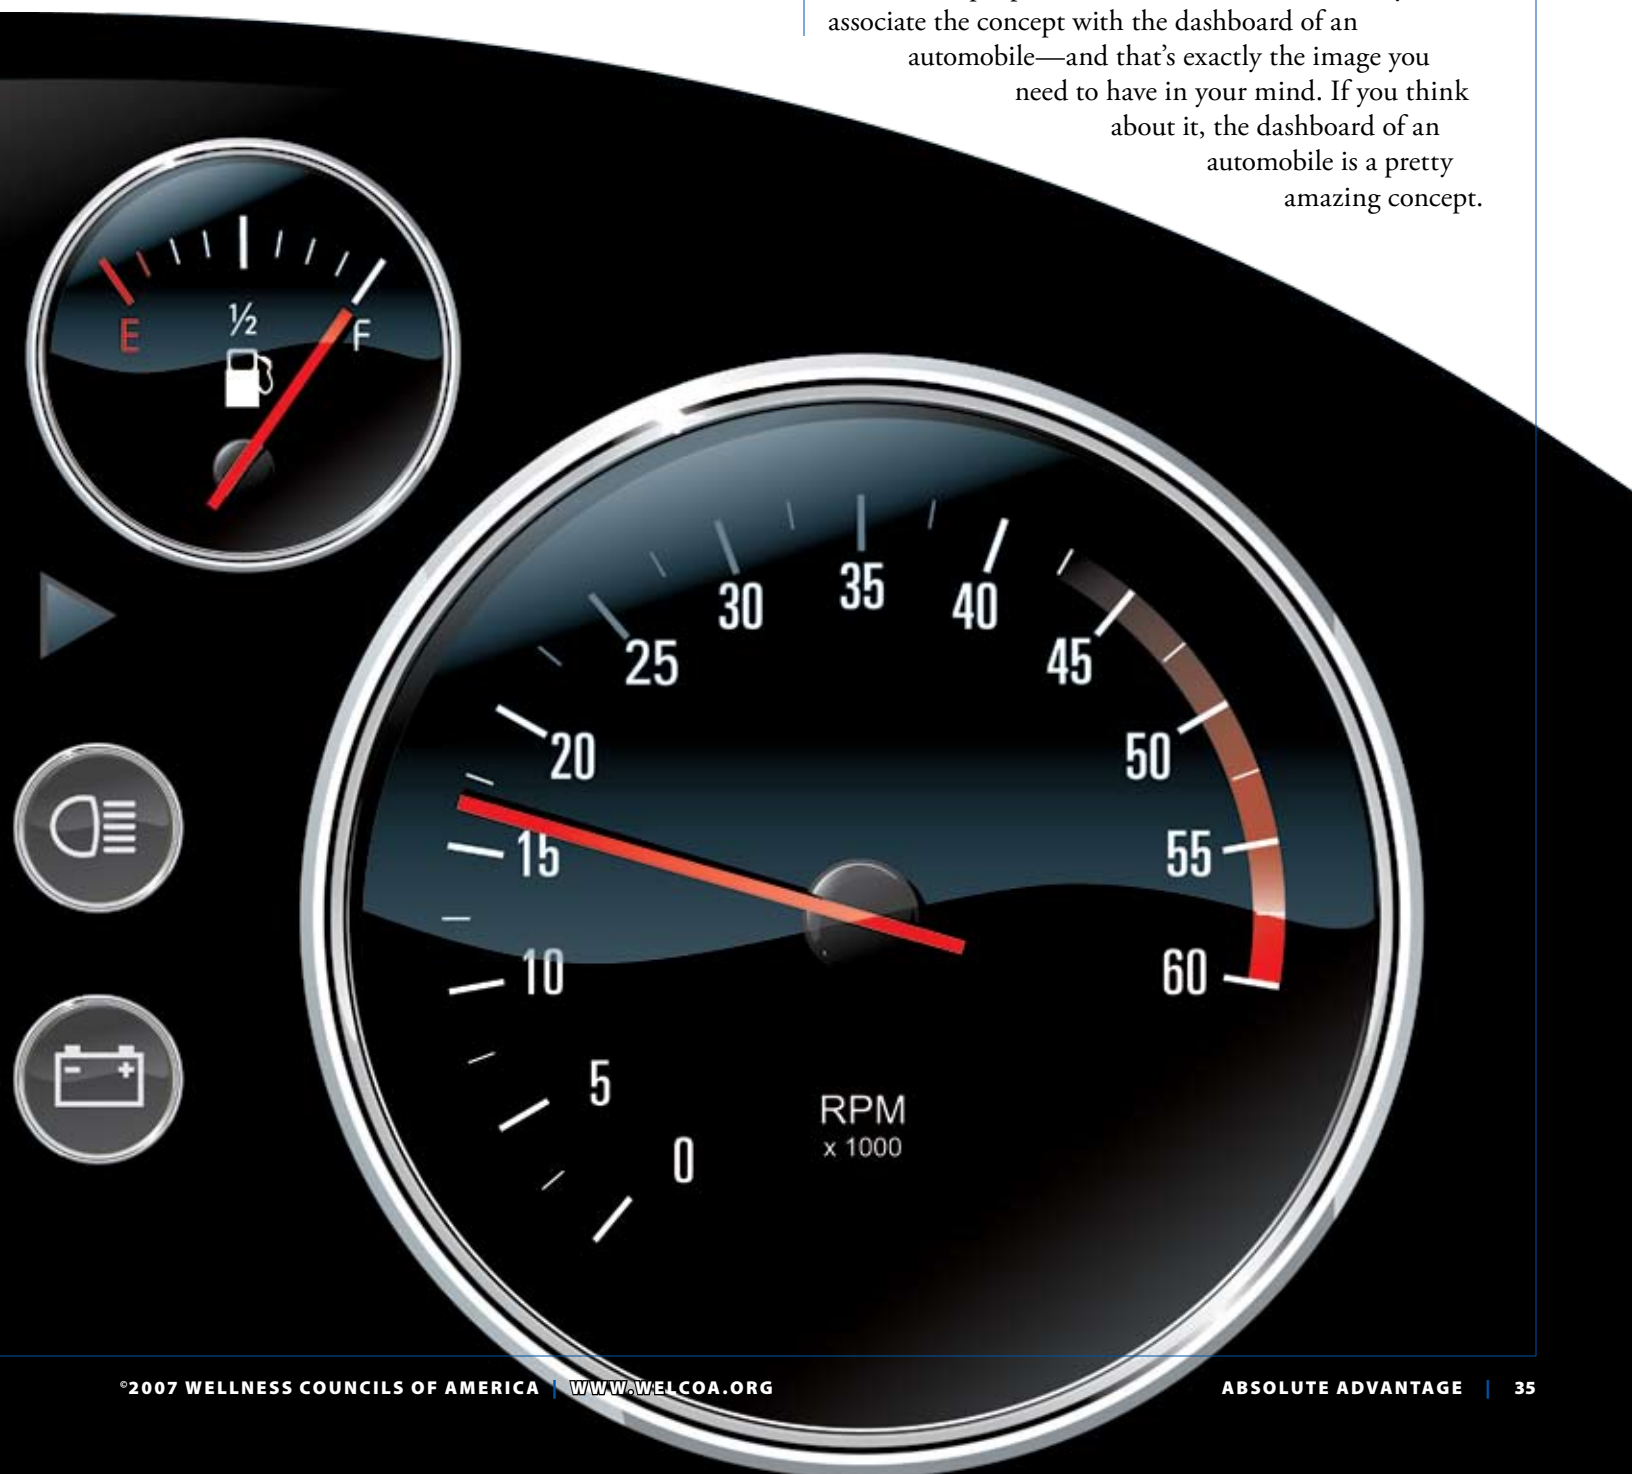 associate the concept with the dashboard of an
automobile—and that's exactly the image you
need to have in your mind. If you think
about it, the dashboard of an
automobile is a pretty
amazing concept.
E
½
F
0
5
10
15
20
25
30
35
40
45
50
55
60
RPM
x 1000
©2007 WELLNESS COUNCILS OF AMERICA | WWW.WELCOA.ORG
ABSOLUTE ADVANTAGE | 35